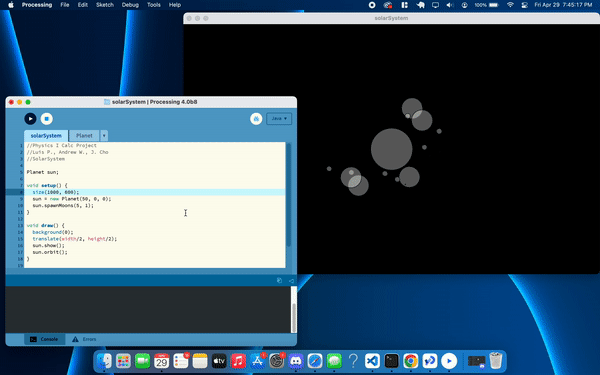 Processing File Edit Sketch Debug Tools Help 100% Fri Apr 29 7:45:17 PM
solarSystem
solarSystem | Processing 4.0b8
Java
solarSystem Planet
1 //Physics I Calc Project
2 //Luis P., Andrew W., J. Cho
3 //SolarSystem
4
5 Planet sun;
6
7 void setup() {
8 size(1000, 600);
9 sun = new Planet(50, 0, 0);
10 sun.spawnMoons(5, 1);
11 }
12
13 void draw() {
14 background(0);
15 translate(width/2, height/2);
16 sun.show();
17 sun.orbit();
18 }
Console Errors
APR
29
tv